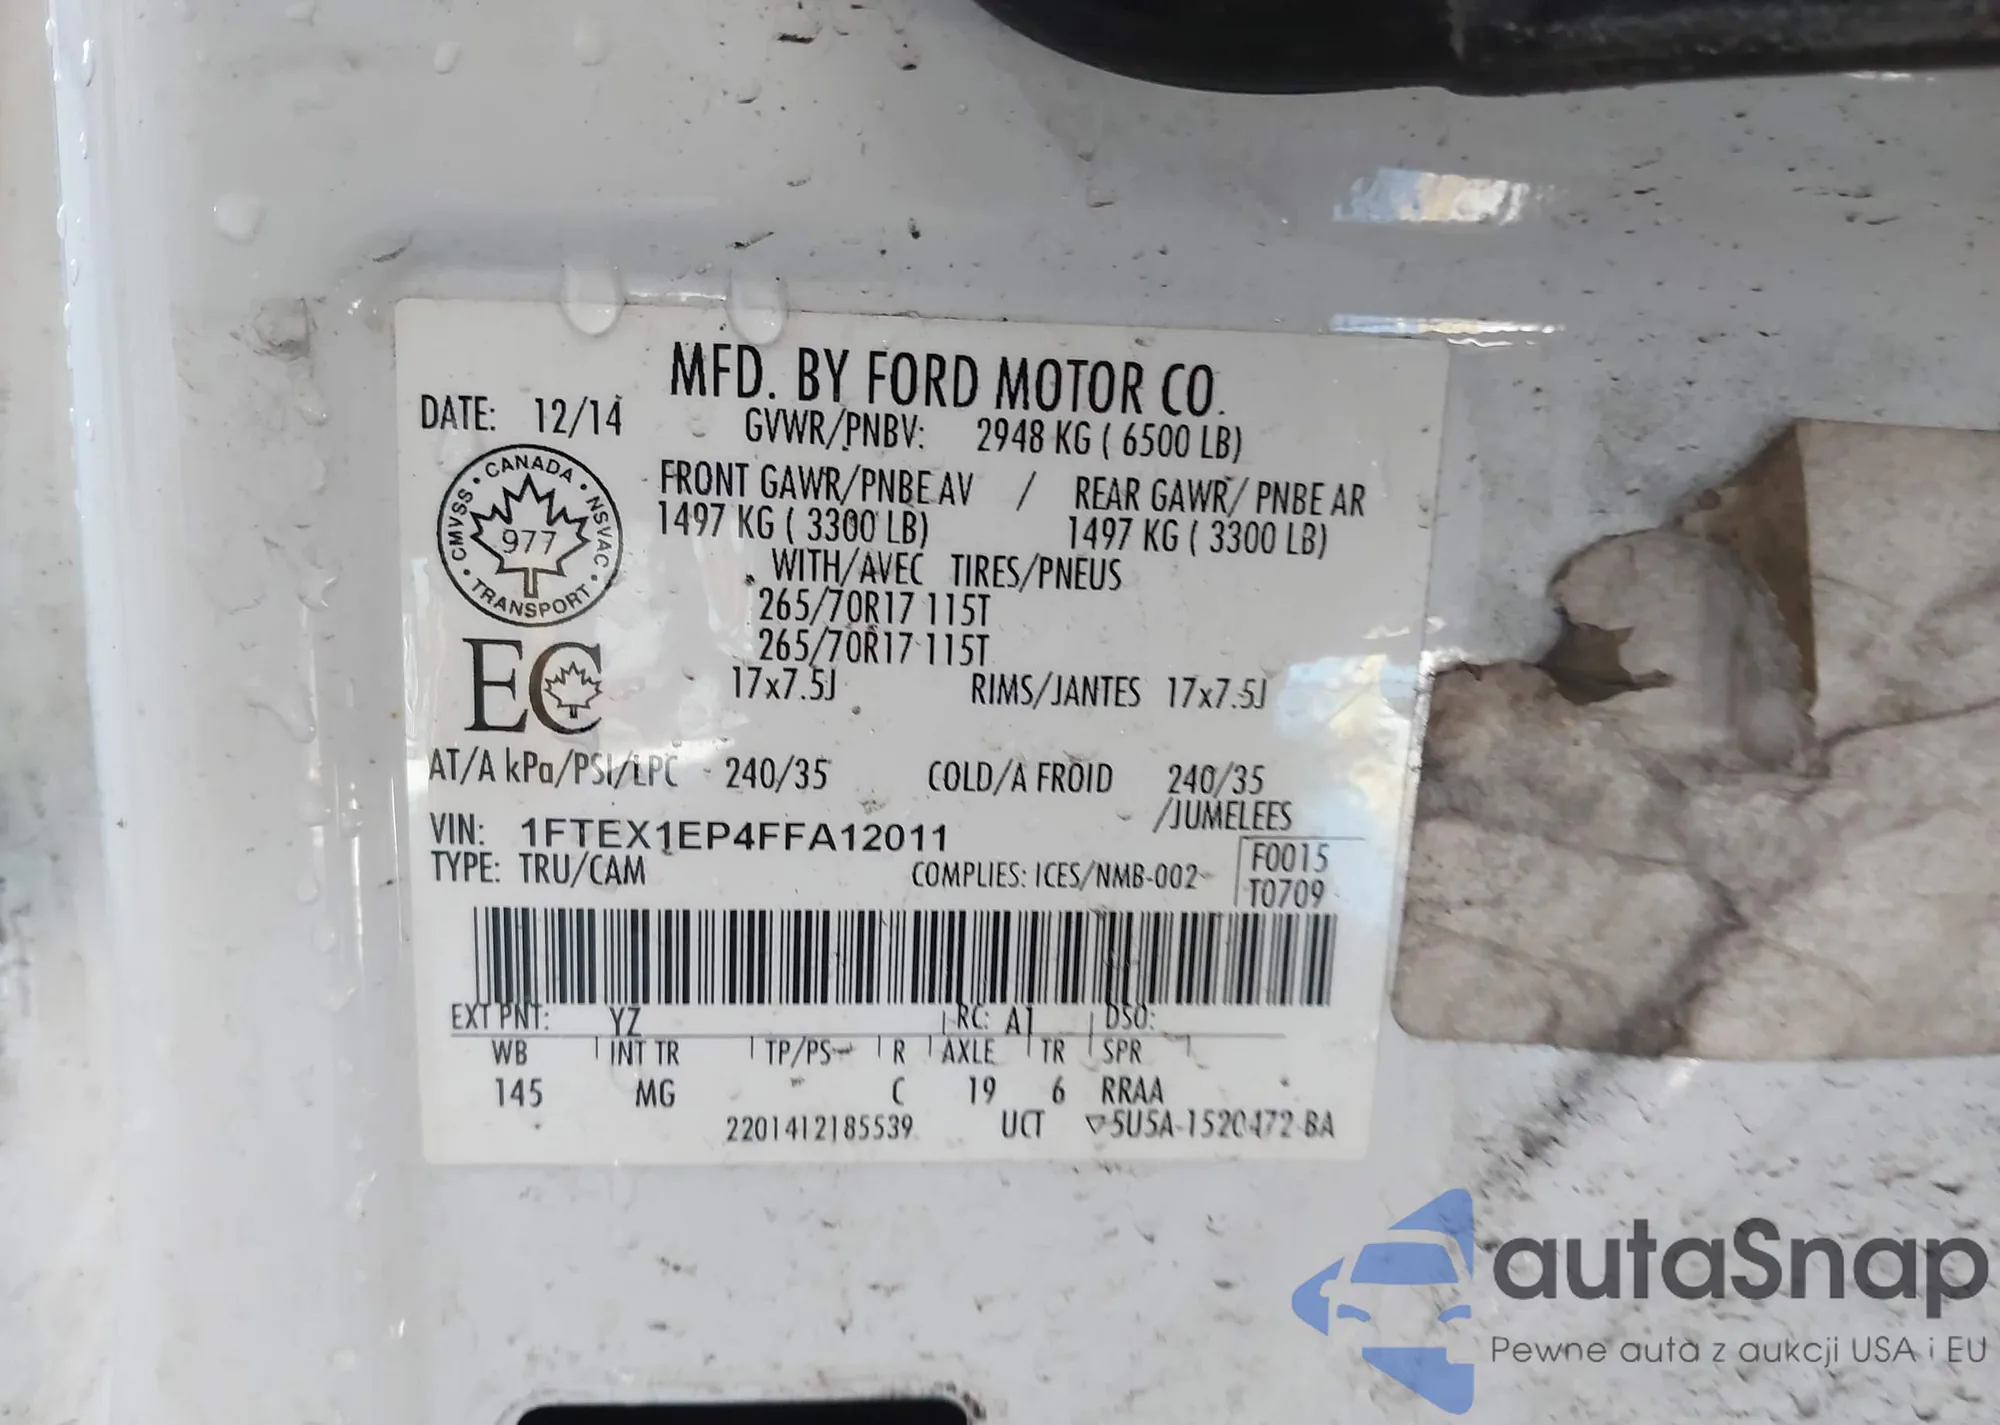 MFD. BY FORD MOTOR CO.
DATE: 12/14
GVWR/PNBV: 2948 KG ( 6500 LB)
CANADA · NSVAC · TRANSPORT · CMVSS ·
977
FRONT GAWR/PNBE AV / REAR GAWR/ PNBE AR
1497 KG ( 3300 LB) 1497 KG ( 3300 LB)
WITH/AVEC TIRES/PNEUS
265/70R17 115T
265/70R17 115T
EC
17x7.5J RIMS/JANTES 17x7.5J
AT/A kPa/PSI/LPC 240/35 COLD/A FROID 240/35
/JUMELEES
VIN: 1FTEX1EP4FFA12011
TYPE: TRU/CAM COMPLIES: ICES/NMB-002
F0015
T0709
EXT PNT: YZ RC: A1 DSO:
WB INT TR TP/PS R AXLE TR SPR
145 MG C 19 6 RRAA
2201412185539 UCT ▽5U5A-1520472-BA
autaSnap
Pewne auta z aukcji USA i EU